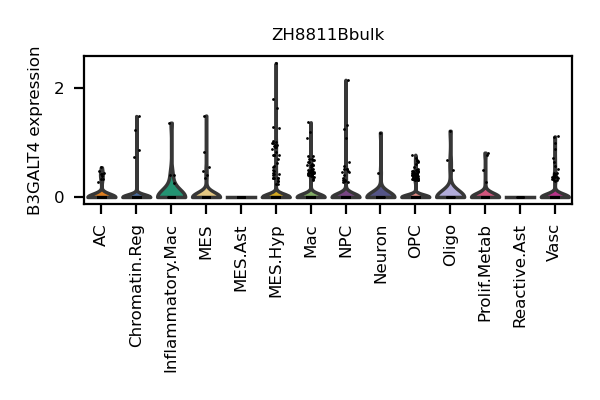 ZH8811Bbulk
B3GALT4 expression
2
0
AC
Chromatin.Reg
Inflammatory.Mac
MES
MES.Ast
MES.Hyp
Mac
NPC
Neuron
OPC
Oligo
Prolif.Metab
Reactive.Ast
Vasc